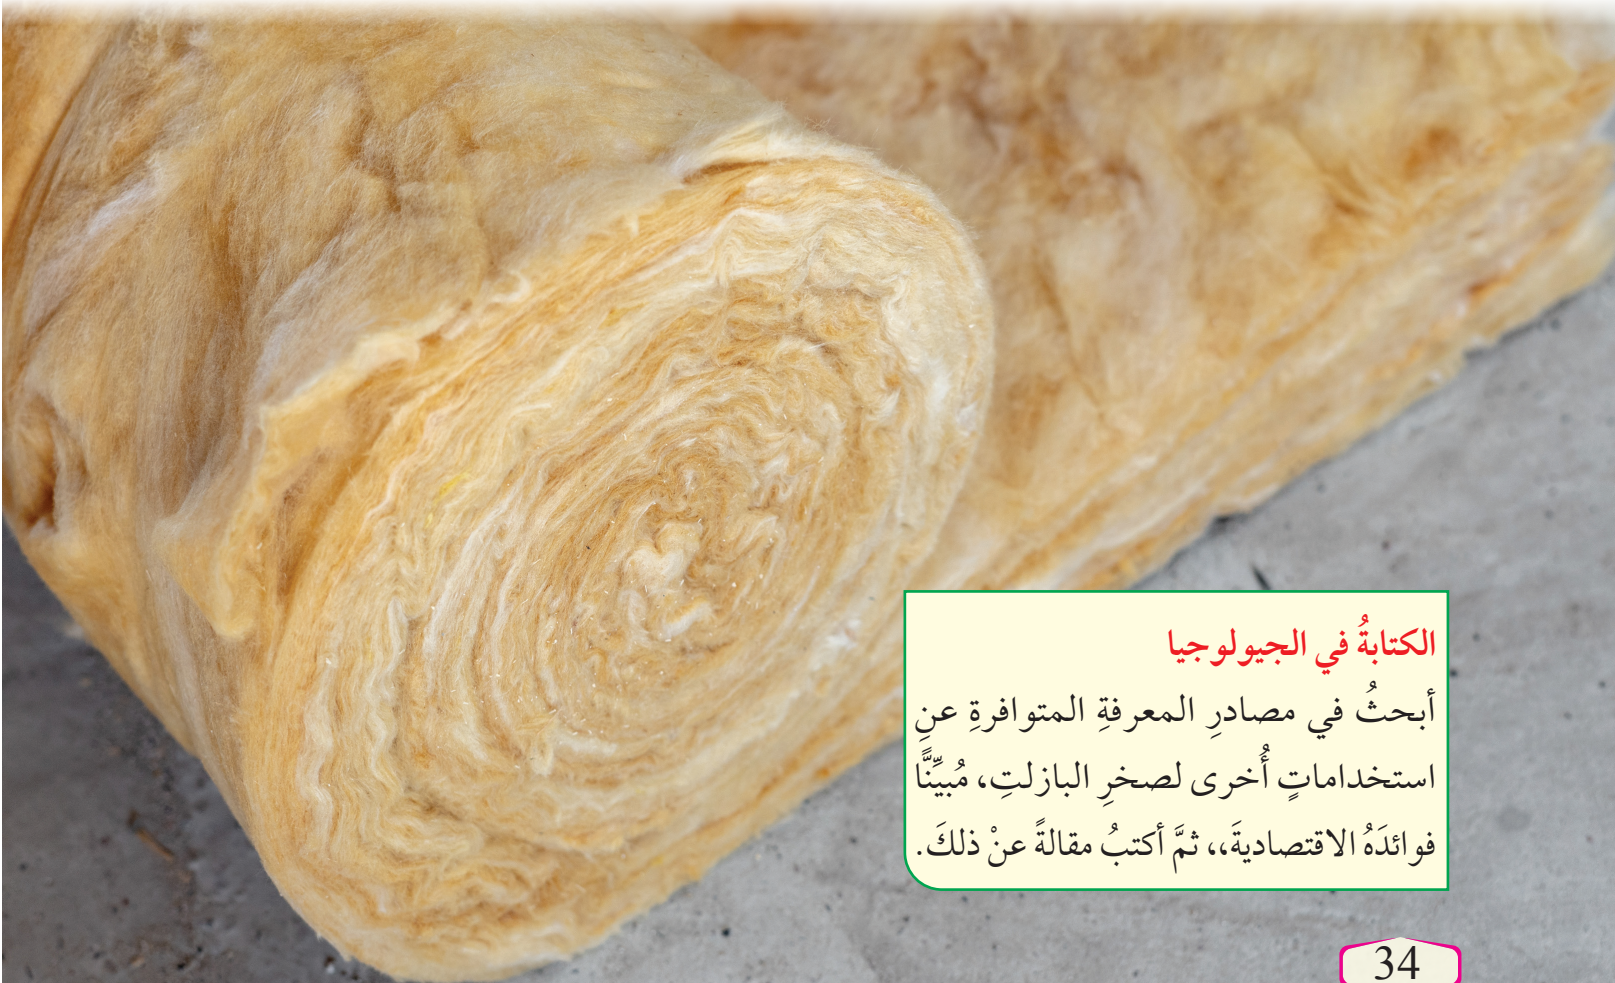 الكتابةُ في الجيولوجيا
أبحثُ في مصادرِ المعرفةِ المتوافرةِ عنِ
استخداماتٍ أُخرى لصخرِ البازلتِ، مُبيِّنًّا
فوائدَهُ الاقتصاديةَ،، ثمَّ أكتبُ مقالةً عنْ ذلكَ.
34